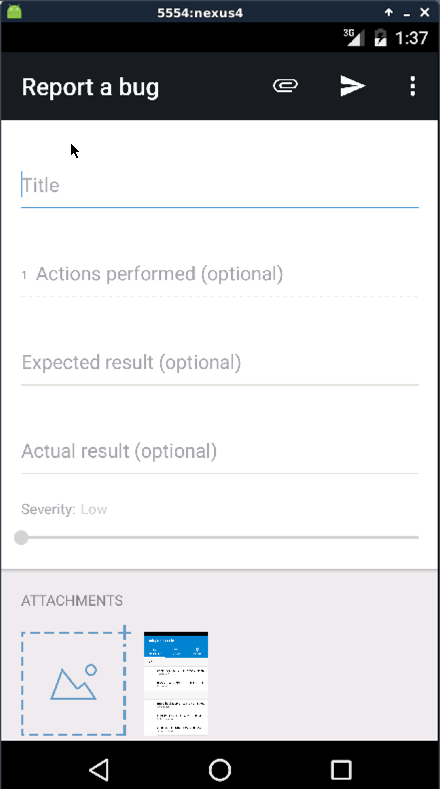 5554:nexus4
3G 1:37
Report a bug
Title
1 Actions performed (optional)
Expected result (optional)
Actual result (optional)
Severity: Low
ATTACHMENTS